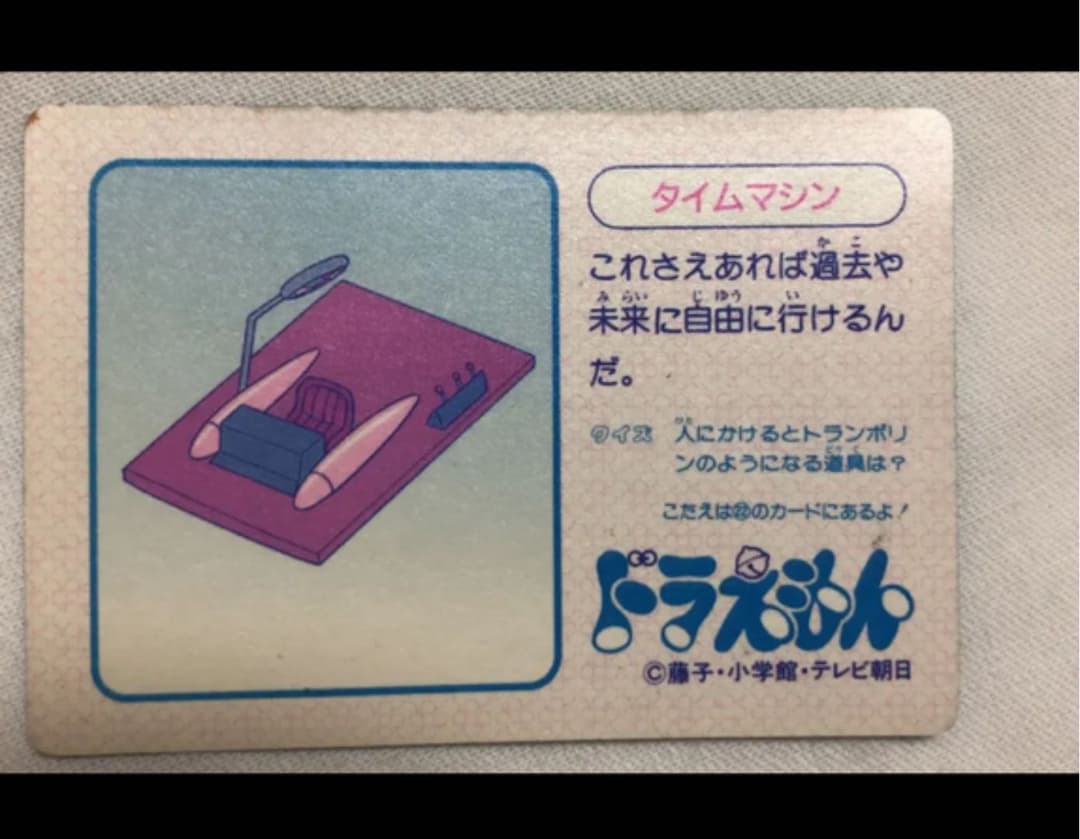 タイムマシン
これさえあれば過去や
未来に自由に行けるん
だ。
クイズ 人にかけるとトランポリ
ンのようになる道具は?
こたえは㉒のカードにあるよ!
ドラえもん
©藤子・小学館・テレビ朝日